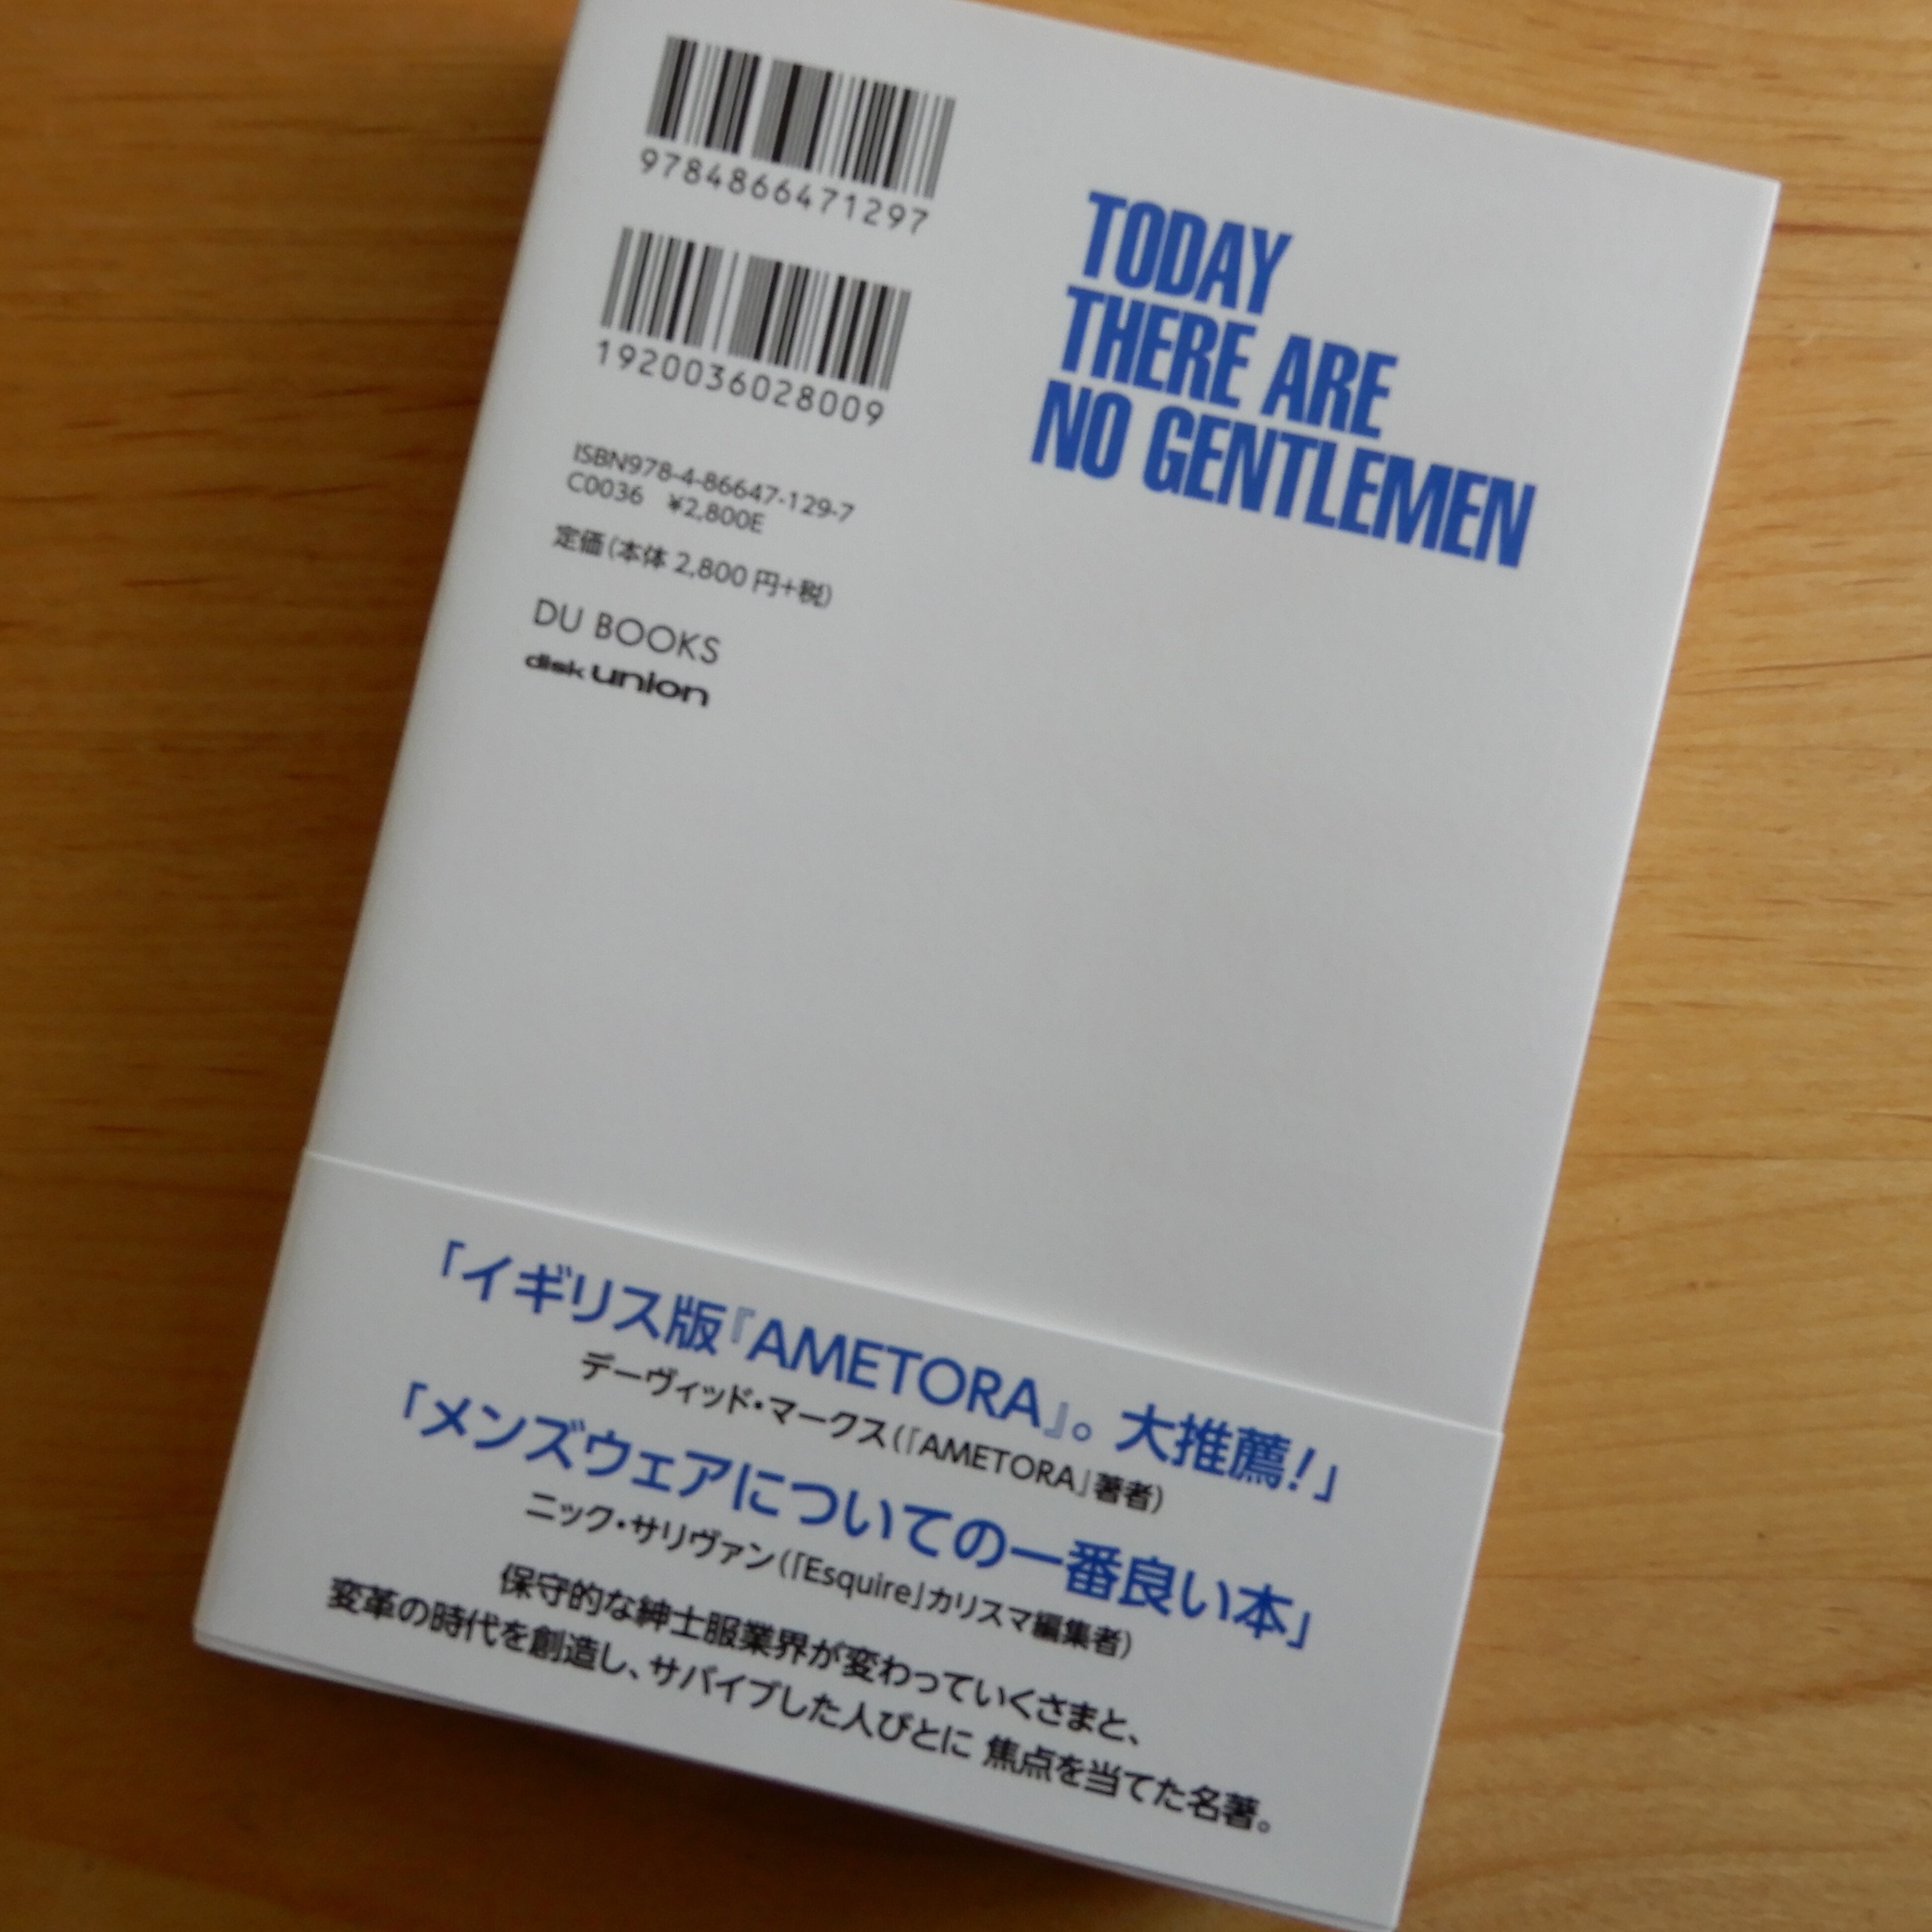 9784866471297
1920036028009
ISBN978-4-86647-129-7
C0036 ¥2,800E
定価(本体 2,800 円+税)
DU BOOKS
disk union
TODAY
THERE ARE
NO GENTLEMEN
「イギリス版『AMETORA』。大推薦!」
デーヴィッド・マークス(「AMETORA」著者)
「メンズウェアについての一番良い本」
ニック・サリヴァン(「Esquire」カリスマ編集者)
保守的な紳士服業界が変わっていくさまと、
変革の時代を創造し、サバイブした人びとに 焦点を当てた名著。